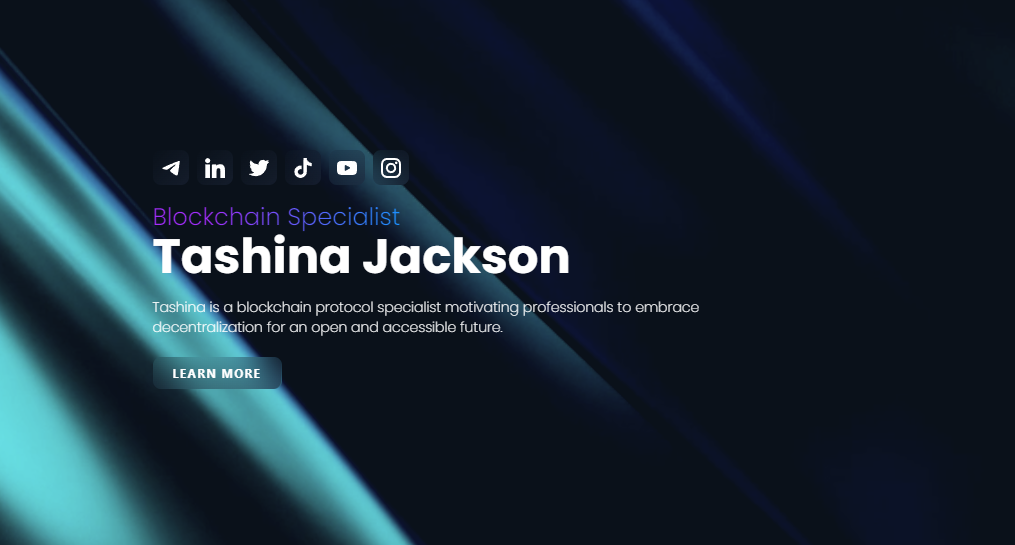 Blockchain Specialist
Tashina Jackson
Tashina is a blockchain protocol specialist motivating professionals to embrace
decentralization for an open and accessible future.
LEARN MORE